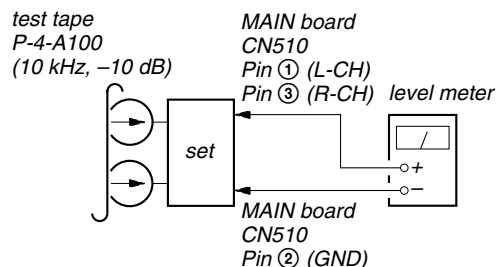 test tape
P-4-A100
(10 kHz, –10 dB)
MAIN board
CN510
Pin ① (L-CH)
Pin ③ (R-CH)
level meter
set
+
–
MAIN board
CN510
Pin ② (GND)